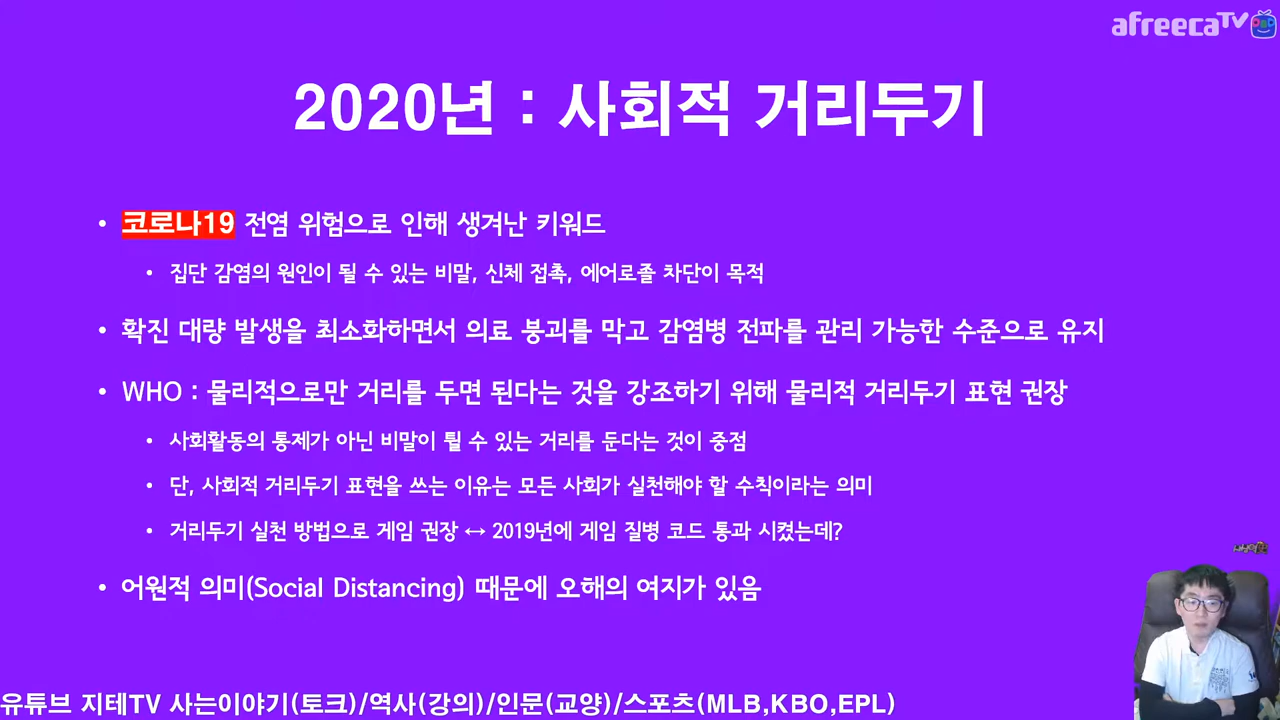 afreecaTV
2020년 : 사회적 거리두기
• 코로나19 전염 위험으로 인해 생겨난 키워드
• 집단 감염의 원인이 될 수 있는 비말, 신체 접촉, 에어로졸 차단이 목적
• 확진 대량 발생을 최소화하면서 의료 붕괴를 막고 감염병 전파를 관리 가능한 수준으로 유지
• WHO : 물리적으로만 거리를 두면 된다는 것을 강조하기 위해 물리적 거리두기 표현 권장
• 사회활동의 통제가 아닌 비말이 튈 수 있는 거리를 둔다는 것이 중점
• 단, 사회적 거리두기 표현을 쓰는 이유는 모든 사회가 실천해야 할 수칙이라는 의미
• 거리두기 실천 방법으로 게임 권장 ↔ 2019년에 게임 질병 코드 통과 시켰는데?
• 어원적 의미(Social Distancing) 때문에 오해의 여지가 있음
유튜브 지테TV 사는이야기(토크)/역사(강의)/인문(교양)/스포츠(MLB,KBO,EPL)